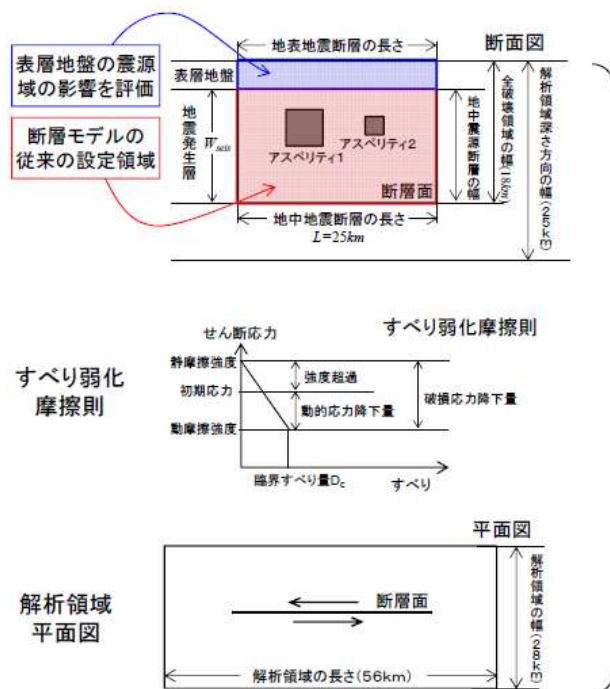 地表地震断層の長さ
断面図
表層地盤の震源
域の影響を評価
表層地盤
断層モデルの
従来の設定領域
地震発生層
Wseis
アスペリティ1
アスペリティ2
断層面
地中震源断層の幅
全破壊領域の幅(18km)
解析領域深さ方向の幅(25km)
地中地震断層の長さ
L=25km
せん断応力
すべり弱化摩擦則
すべり弱化
摩擦則
静摩擦強度
強度超過
初期応力
動的応力降下量
破損応力降下量
動摩擦強度
臨界すべり量Dc
すべり
平面図
解析領域
平面図
断層面
解析領域の幅(28km)
解析領域の長さ(56km)